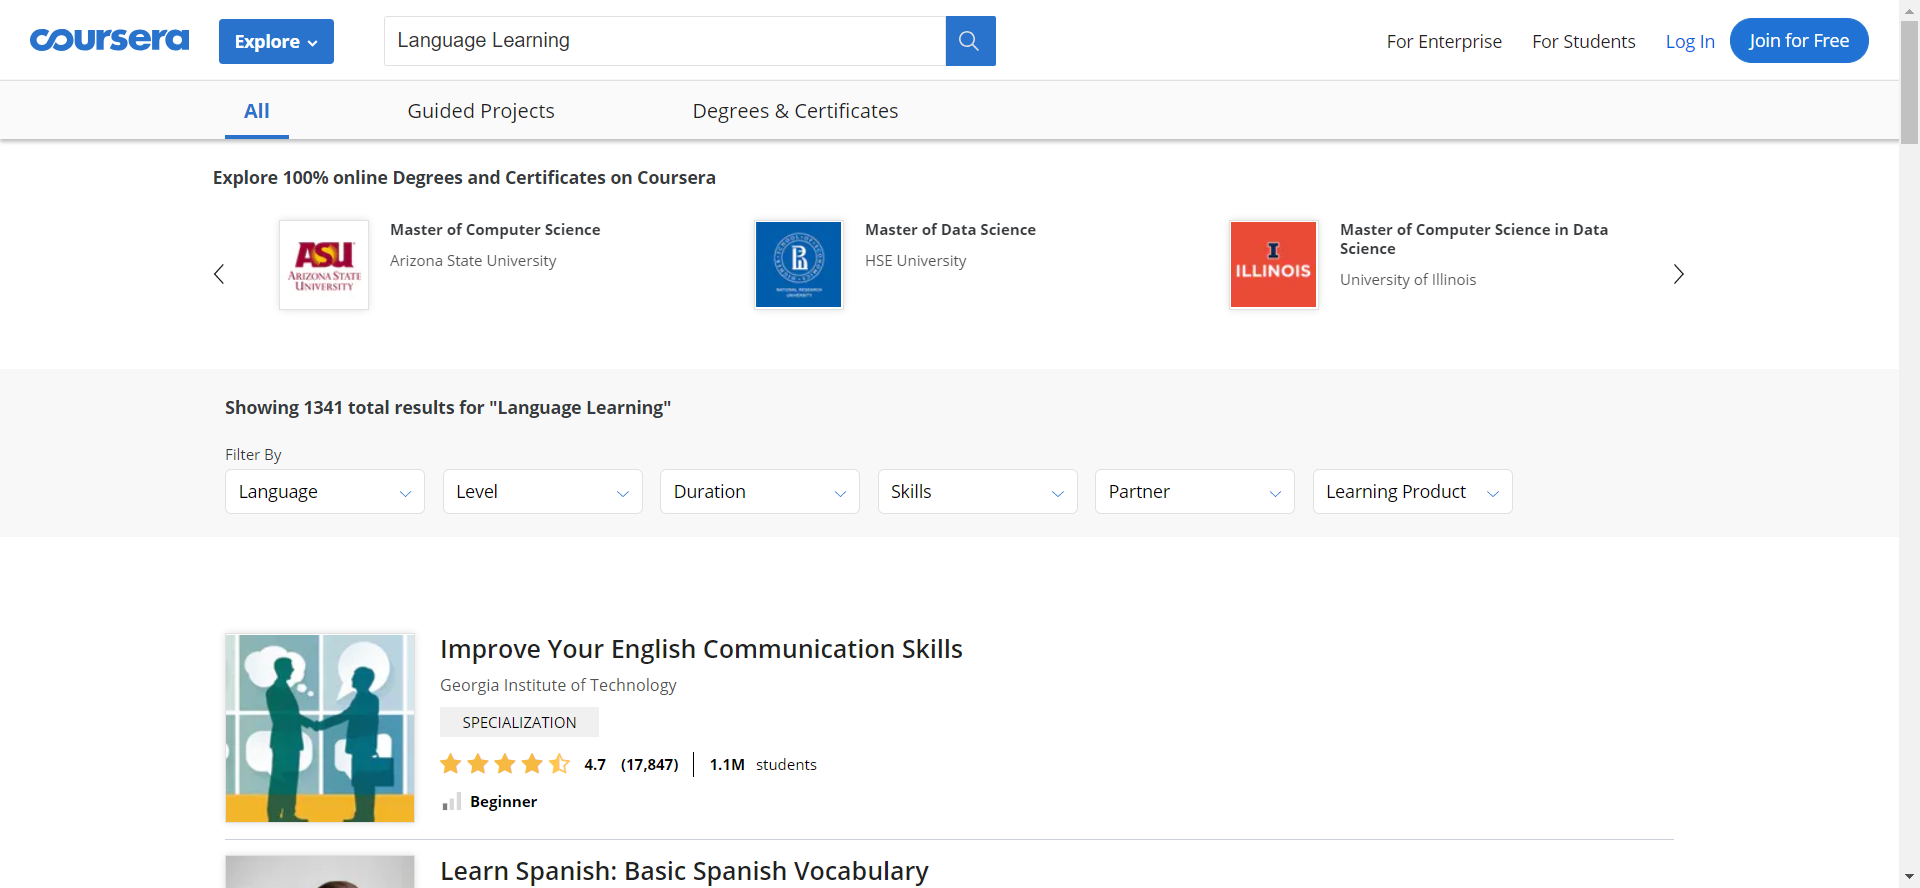 coursera
Explore
Language Learning
For Enterprise
For Students
Log In
Join for Free
All
Guided Projects
Degrees & Certificates
Explore 100% online Degrees and Certificates on Coursera
ASU
ARIZONA STATE
UNIVERSITY
Master of Computer Science
Arizona State University
NATIONAL RESEARCH
UNIVERSITY
Master of Data Science
HSE University
I
ILLINOIS
Master of Computer Science in Data
Science
University of Illinois
Showing 1341 total results for "Language Learning"
Filter By
Language
Level
Duration
Skills
Partner
Learning Product
Improve Your English Communication Skills
Georgia Institute of Technology
SPECIALIZATION
4.7 (17,847) 1.1M students
Beginner
Learn Spanish: Basic Spanish Vocabulary